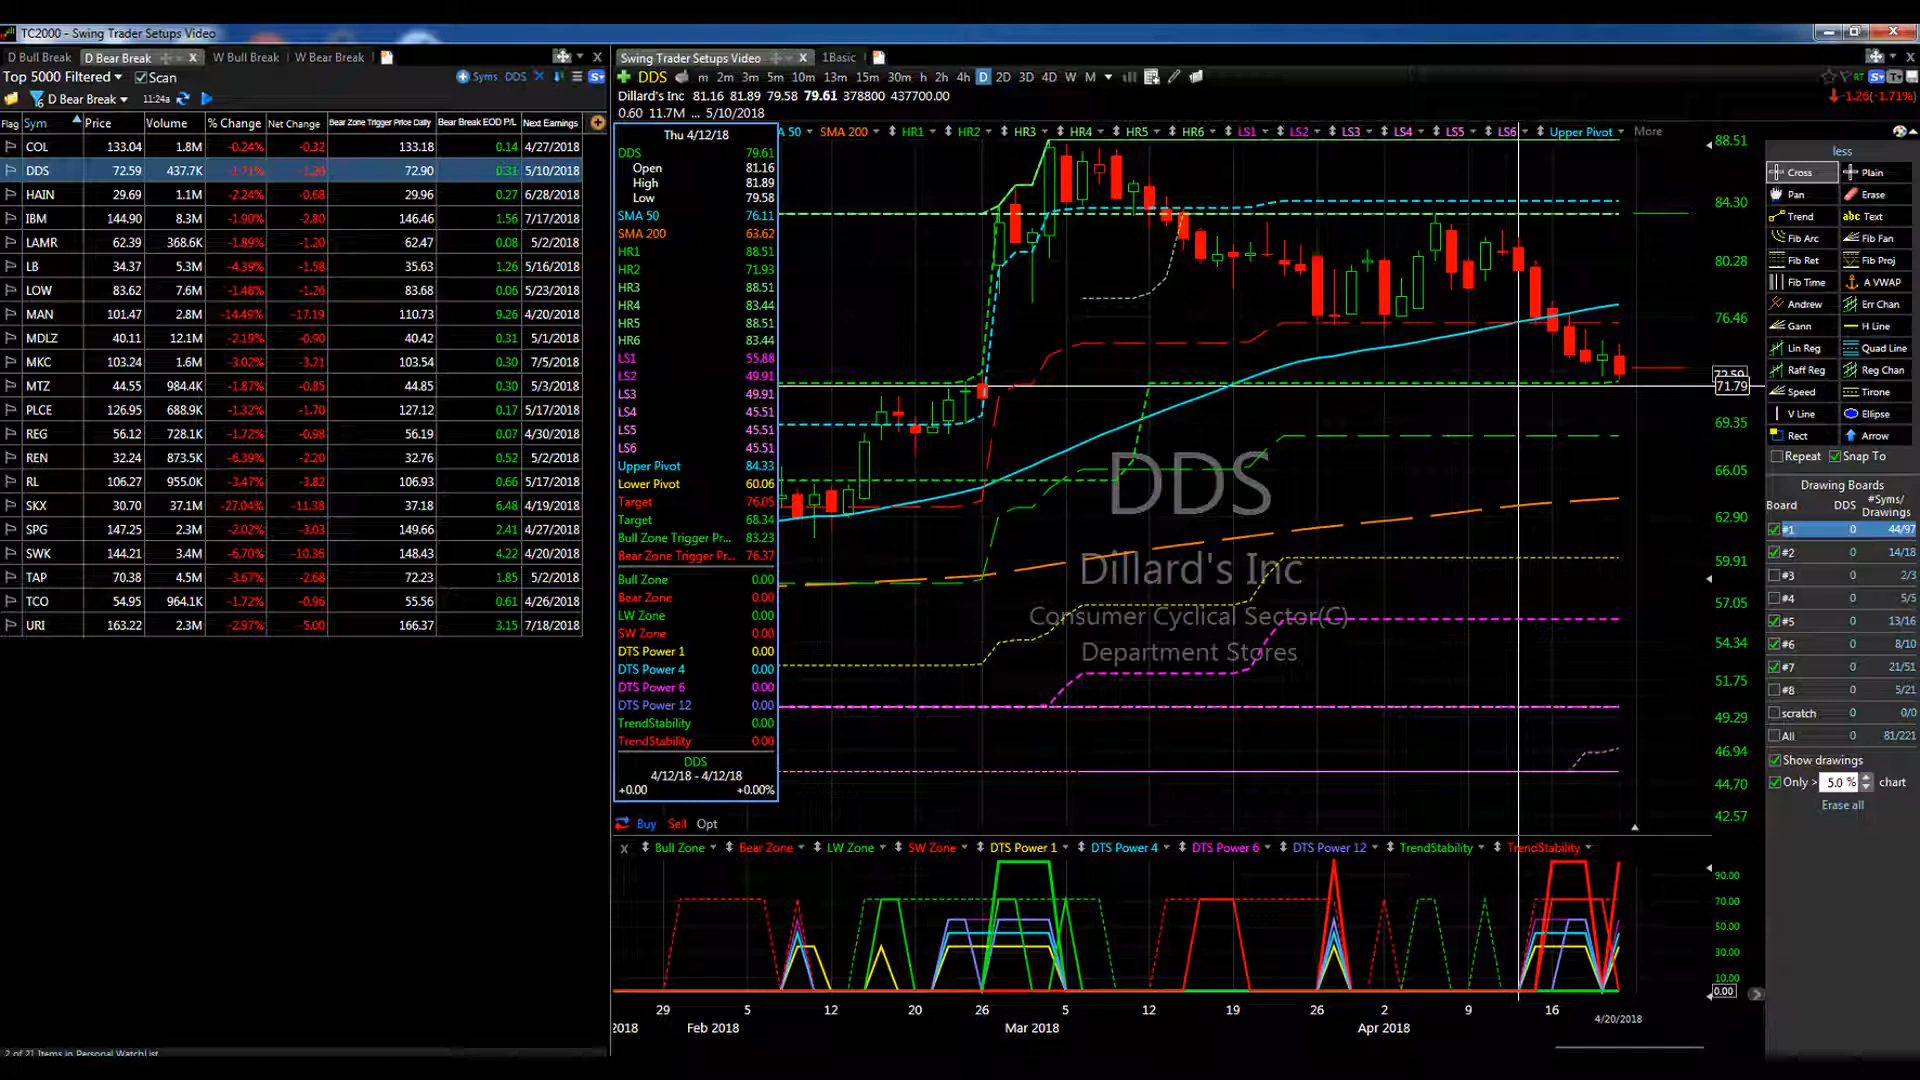 TC2000 - Swing Trader Setups Video
D Bull Break D Bear Break X W Bull Break W Bear Break
Top 5000 Filtered Scan Syms DDS
D Bear Break 11:24a
Flag Sym Price Volume % Change Net Change Bear Zone Trigger Price Daily Bear Break EOD P/L Next Earnings
COL 133.04 1.8M -0.24% -0.32 133.18 0.14 4/27/2018
DDS 72.59 437.7K -1.71% -1.26 72.90 0.31 5/10/2018
HAIN 29.69 1.1M -2.24% -0.68 29.96 0.27 6/28/2018
IBM 144.90 8.3M -1.90% -2.80 146.46 1.56 7/17/2018
LAMR 62.39 368.6K -1.89% -1.20 62.47 0.08 5/2/2018
LB 34.37 5.3M -4.39% -1.58 35.63 1.26 5/16/2018
LOW 83.62 7.6M -1.48% -1.26 83.68 0.06 5/23/2018
MAN 101.47 2.8M -14.49% -17.19 110.73 9.26 4/20/2018
MDLZ 40.11 12.1M -2.19% -0.90 40.42 0.31 5/1/2018
MKC 103.24 1.6M -3.02% -3.21 103.54 0.30 7/5/2018
MTZ 44.55 984.4K -1.87% -0.85 44.85 0.30 5/3/2018
PLCE 126.95 688.9K -1.32% -1.70 127.12 0.17 5/17/2018
REG 56.12 728.1K -1.72% -0.98 56.19 0.07 4/30/2018
REN 32.24 873.5K -6.39% -2.20 32.76 0.52 5/2/2018
RL 106.27 955.0K -3.47% -3.82 106.93 0.66 5/17/2018
SKX 30.70 37.1M -27.04% -11.38 37.18 6.48 4/19/2018
SPG 147.25 2.3M -2.02% -3.03 149.66 2.41 4/27/2018
SWK 144.21 3.4M -6.70% -10.36 148.43 4.22 4/20/2018
TAP 70.38 4.5M -3.67% -2.68 72.23 1.85 5/2/2018
TCO 54.95 964.1K -1.72% -0.96 55.56 0.61 4/26/2018
URI 163.22 2.3M -2.97% -5.00 166.37 3.15 7/18/2018
2 of 21 Items in Personal WatchList
Swing Trader Setups Video X 1Basic
DDS m 2m 3m 5m 10m 13m 15m 30m h 2h 4h D 2D 3D 4D W M
RT
Dillard's Inc 81.16 81.89 79.58 79.61 378800 437700.00
-1.26(-1.71%)
0.60 11.7M ... 5/10/2018
A 50 SMA 200 HR1 HR2 HR3 HR4 HR5 HR6 LS1 LS2 LS3 LS4 LS5 LS6 Upper Pivot More
Thu 4/12/18
DDS 79.61
Open 81.16
High 81.89
Low 79.58
SMA 50 76.11
SMA 200 63.62
HR1 88.51
HR2 71.93
HR3 88.51
HR4 83.44
HR5 88.51
HR6 83.44
LS1 55.88
LS2 49.91
LS3 49.91
LS4 45.51
LS5 45.51
LS6 45.51
Upper Pivot 84.33
Lower Pivot 60.06
Target 76.05
Target 68.34
Bull Zone Trigger Pr... 83.23
Bear Zone Trigger Pr... 76.37
Bull Zone 0.00
Bear Zone 0.00
LW Zone 0.00
SW Zone 0.00
DTS Power 1 0.00
DTS Power 4 0.00
DTS Power 6 0.00
DTS Power 12 0.00
TrendStability 0.00
TrendStability 0.00
DDS
4/12/18 - 4/12/18
+0.00 +0.00%
DDS
Dillard's Inc
Consumer Cyclical Sector(C)
Department Stores
88.51
84.30
80.28
76.46
72.59
71.79
69.35
66.05
62.90
59.91
57.05
54.34
51.75
49.29
46.94
44.70
42.57
Buy Sell Opt
x Bull Zone Bear Zone LW Zone SW Zone DTS Power 1 DTS Power 4 DTS Power 6 DTS Power 12 TrendStability TrendStability
90.00
70.00
50.00
30.00
10.00
0.00
29 5 12 20 26 5 12 19 26 2 9 16 4/20/2018
2018 Feb 2018 Mar 2018 Apr 2018
less
Cross Plain
Pan Erase
Trend abc Text
Fib Arc Fib Fan
Fib Ret Fib Proj
Fib Time A VWAP
Andrew Err Chan
Gann H Line
Lin Reg Quad Line
Raff Reg Reg Chan
Speed Tirone
V Line Ellipse
Rect Arrow
Repeat Snap To
Drawing Boards
Board DDS #Syms/Drawings
#1 0 44/97
#2 0 14/18
#3 0 2/3
#4 0 5/5
#5 0 13/16
#6 0 8/10
#7 0 21/51
#8 0 5/21
scratch 0 0/0
All 0 81/221
Show drawings
Only > 5.0 % chart
Erase all